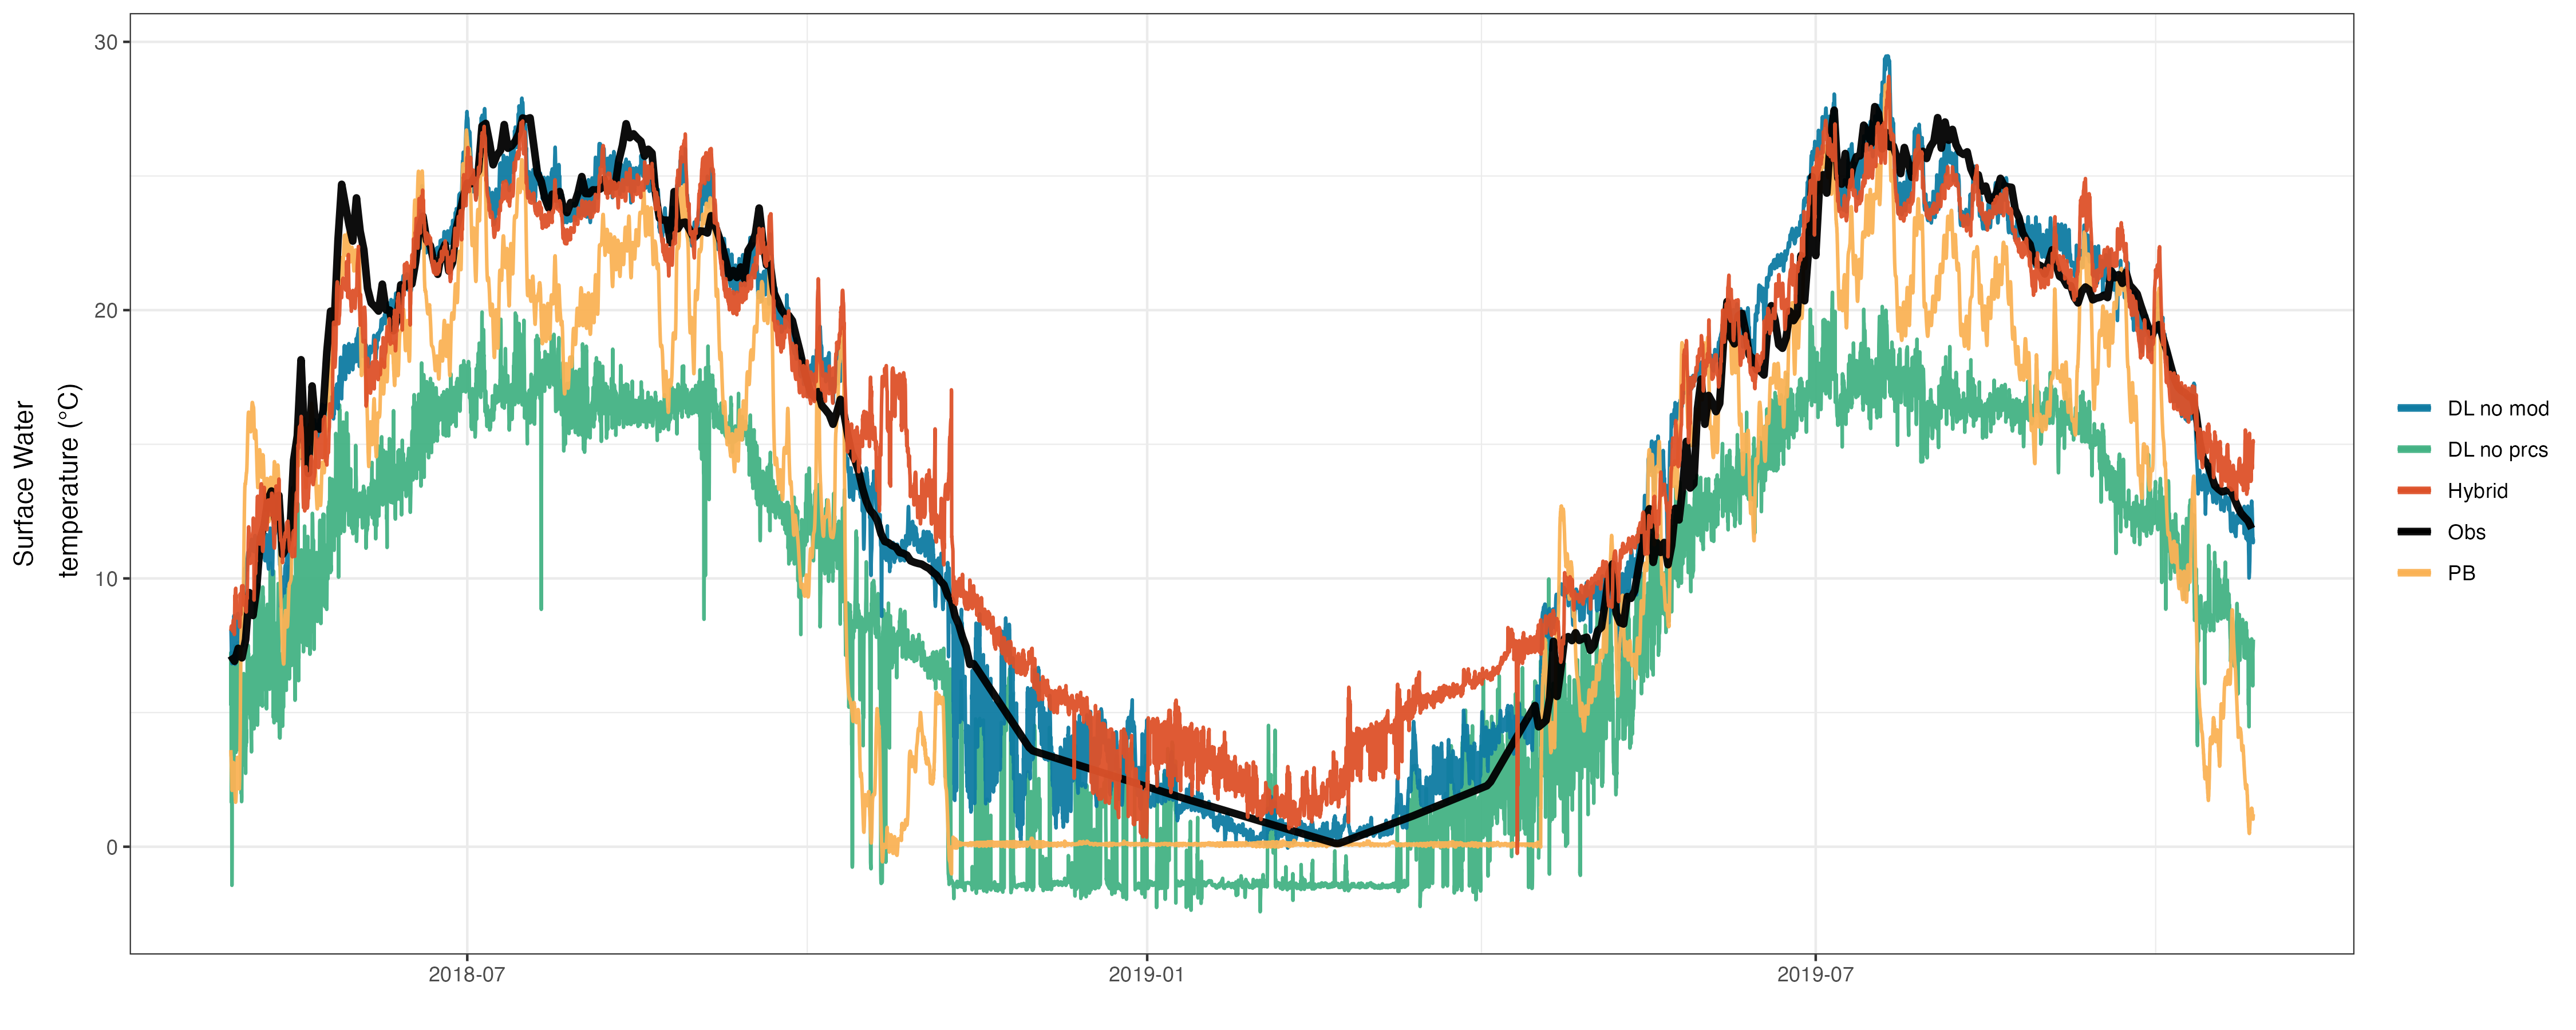 Surface Water
temperature (°C)
30
20
10
0
2018-07
2019-01
2019-07
DL no mod
DL no prcs
Hybrid
Obs
PB